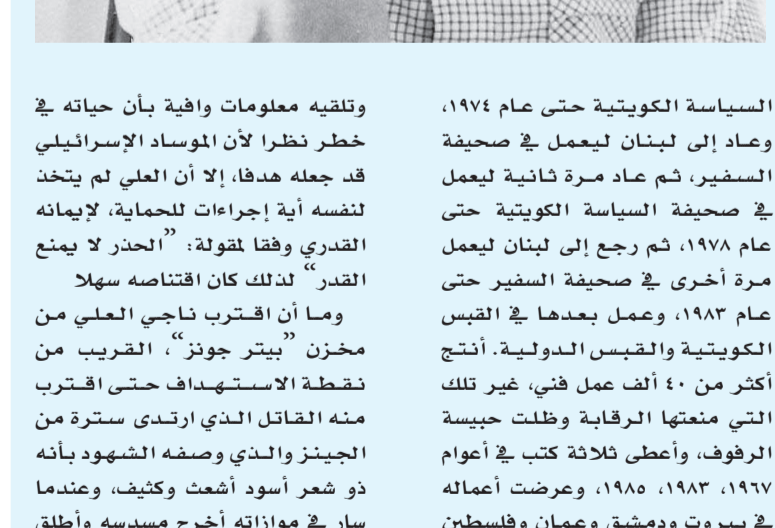 السياسة الكويتية حتى عام ١٩٧٤،
وعاد إلى لبنان ليعمل في صحيفة
السفير، ثم عاد مرة ثانية ليعمل
في صحيفة السياسة الكويتية حتى
عام ١٩٧٨، ثم رجع إلى لبنان ليعمل
مرة أخرى في صحيفة السفير حتى
عام ١٩٨٣، وعمل بعدها في القبس
الكويتية والقبس الدولية. أنتج
أكثر من ٤٠ ألف عمل فني، غير تلك
التي منعتها الرقابة وظلت حبيسة
الرفوف، وأعطى ثلاثة كتب في أعوام
١٩٦٧، ١٩٨٣، ١٩٨٥، وعرضت أعماله
في بيروت ودمشق وعمان وفلسطين
وتلقيه معلومات وافية بأن حياته في
خطر نظرا لأن الموساد الإسرائيلي
قد جعله هدفا، إلا أن العلي لم يتخذ
لنفسه أية إجراءات للحماية، لإيمانه
القدري وفقا لمقولة: ”الحذر لا يمنع
القدر“ لذلك كان اقتناصه سهلا
وما أن اقترب ناجي العلي من
مخزن ”بيتر جونز“، القريب من
نقطة الاستهداف حتى اقترب
منه القاتل الذي ارتدى سترة من
الجينز والذي وصفه الشهود بأنه
ذو شعر أسود أشعث وكثيف، وعندما
سار في موازاته أخرج مسدسه وأطلق